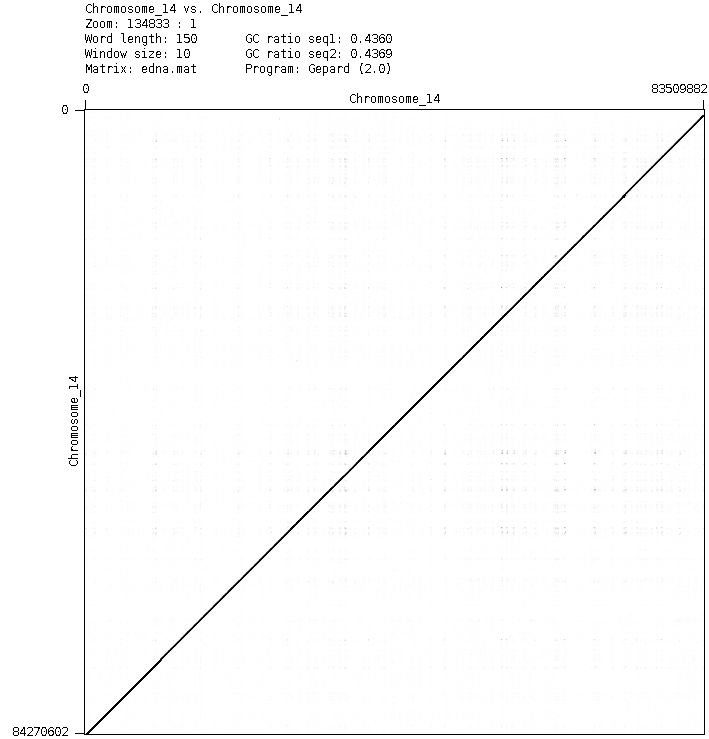 Chromosome_14 vs. Chromosome_14
Zoom: 134833 : 1
Word length: 150 GC ratio seq1: 0.4360
Window size: 10 GC ratio seq2: 0.4369
Matrix: edna.mat Program: Gepard (2.0)
0 83509882
Chromosome_14
0
Chromosome_14
84270602